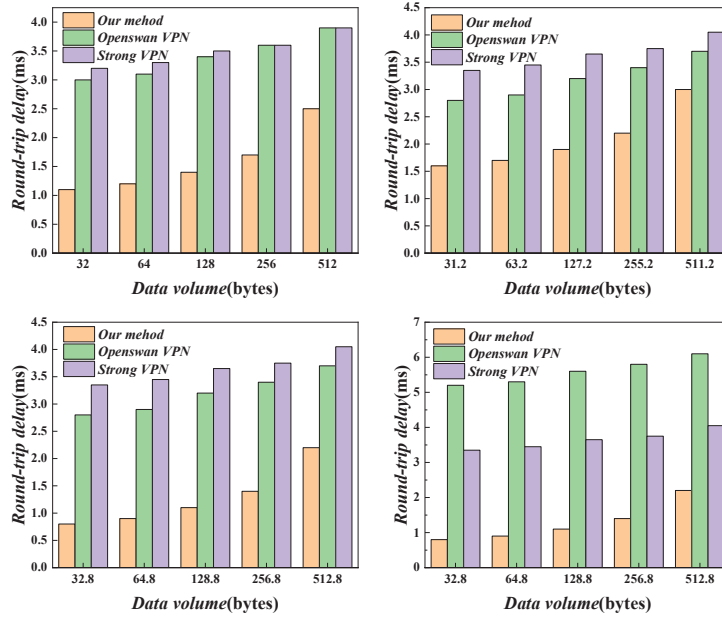 Our mehod
Openswan VPN
Strong VPN
4.0
3.5
3.0
2.5
2.0
1.5
1.0
0.5
0.0
Round-trip delay(ms)
32 64 128 256 512
Data volume(bytes)
Our mehod
Openswan VPN
Strong VPN
4.5
4.0
3.5
3.0
2.5
2.0
1.5
1.0
0.5
0.0
Round-trip delay(ms)
31.2 63.2 127.2 255.2 511.2
Data volume(bytes)
Our mehod
Openswan VPN
Strong VPN
4.5
4.0
3.5
3.0
2.5
2.0
1.5
1.0
0.5
0.0
Round-trip delay(ms)
32.8 64.8 128.8 256.8 512.8
Data volume(bytes)
Our mehod
Openswan VPN
Strong VPN
7
6
5
4
3
2
1
0
Round-trip delay(ms)
32.8 64.8 128.8 256.8 512.8
Data volume(bytes)